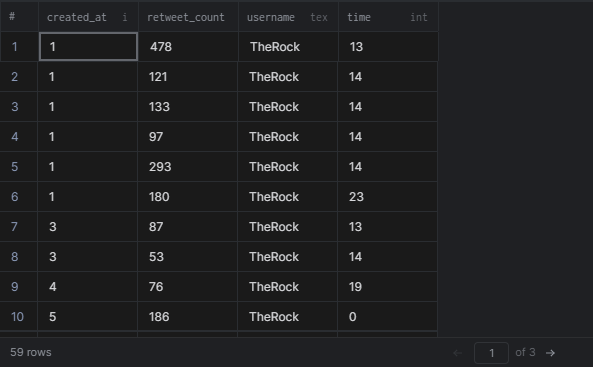 # created_at i retweet_count username tex time int
1 1 478 TheRock 13
2 1 121 TheRock 14
3 1 133 TheRock 14
4 1 97 TheRock 14
5 1 293 TheRock 14
6 1 180 TheRock 23
7 3 87 TheRock 13
8 3 53 TheRock 14
9 4 76 TheRock 19
10 5 186 TheRock 0
59 rows ← 1 of 3 →